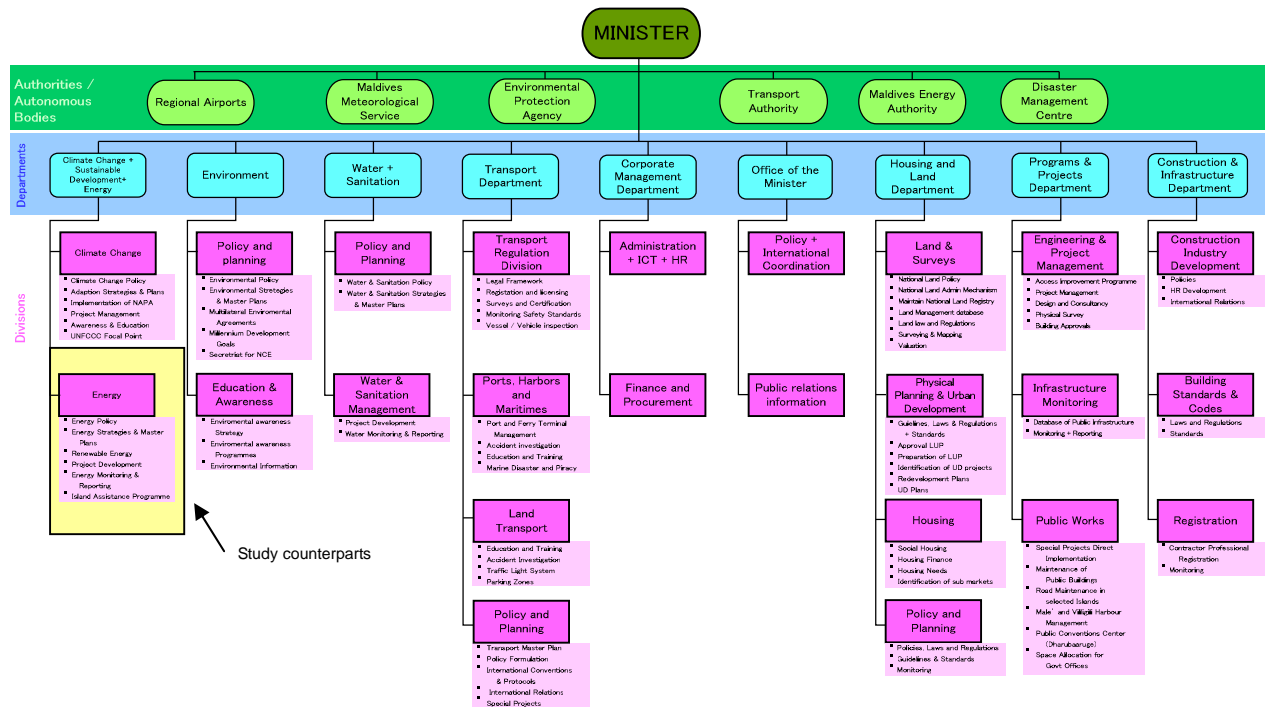 MINISTER
Authorities /
Autonomous
Bodies
Regional Airports
Maldives
Meteorological
Service
Environmental
Protection
Agency
Transport
Authority
Maldives Energy
Authority
Disaster
Management
Centre
Departments
Climate Change +
Sustainable
Development+
Energy
Environment
Water +
Sanitation
Transport
Department
Corporate
Management
Department
Office of the
Minister
Housing and
Land
Department
Programs &
Projects
Department
Construction &
Infrastructure
Department
Divisions
Climate Change
Climate Change Policy
Adaption Strategies & Plans
Implementation of NAPA
Project Management
Awareness & Education
UNFCCC Focal Point
Energy
Energy Policy
Energy Strategies & Master
Plans
Renewable Energy
Project Development
Energy Monitoring &
Reporting
Island Assistance Programme
Study counterparts
Policy and
planning
Environmental Policy
Environmental Strategies
& Master Plans
Multilateral Enviromental
Agreements
Millennium Development
Goals
Secretriat for NCE
Education &
Awareness
Enviromental awareness
Strategy
Enviromental awareness
Programmes
Environmental Information
Policy and
Planning
Water & Sanitation Policy
Water & Sanitation Strategies
& Master Plans
Water &
Sanitation
Management
Project Development
Water Monitoring & Reporting
Transport
Regulation
Division
Legal Framework
Registation and licensing
Surveys and Certification
Monitoring Safety Standards
Vessel / Vehicle inspection
Ports, Harbors
and
Maritimes
Port and Ferry Terminal
Management
Accident investigation
Education and Training
Marine Disaster and Piracy
Land
Transport
Education and Training
Accident Investigation
Traffic Light System
Parking Zones
Policy and
Planning
Transport Master Plan
Policy Formulation
International Conventions
& Protocols
International Relations
Special Projects
Administration
+ ICT + HR
Finance and
Procurement
Policy +
International
Coordination
Public relations
information
Land &
Surveys
National Land Policy
National Land Admin Mechanism
Maintain National Land Registry
Land Management database
Land law and Regulations
Surveying & Mapping
Valuation
Physical
Planning & Urban
Development
Guielines, Laws & Regulations
+ Standards
Approval LUP
Preparation of LUP
Identification of UD projects
Redevelopment Plans
UD Plans
Housing
Social Housing
Housing Finance
Housing Needs
Identification of sub markets
Policy and
Planning
Policies, Laws and Regulations
Guidelines & Standards
Monitoring
Engineering &
Project
Management
Access Improvement Programme
Project Management
Design and Consultancy
Physical Survey
Building Approvals
Infrastructure
Monitoring
Database of Public Infrastructure
Monitoring + Reporting
Public Works
Special Projects Direct
Implementation
Maintenance of
Public Buildings
Road Maintenance in
selected Islands
Male' and Villigili Harbour
Management
Public Conventions Center
(Dharubaaruge)
Space Allocation for
Govt Offices
Construction
Industry
Development
Policies
HR Development
International Relations
Building
Standards &
Codes
Laws and Regulations
Standards
Registration
Contractor Professional
Registration
Monitoring